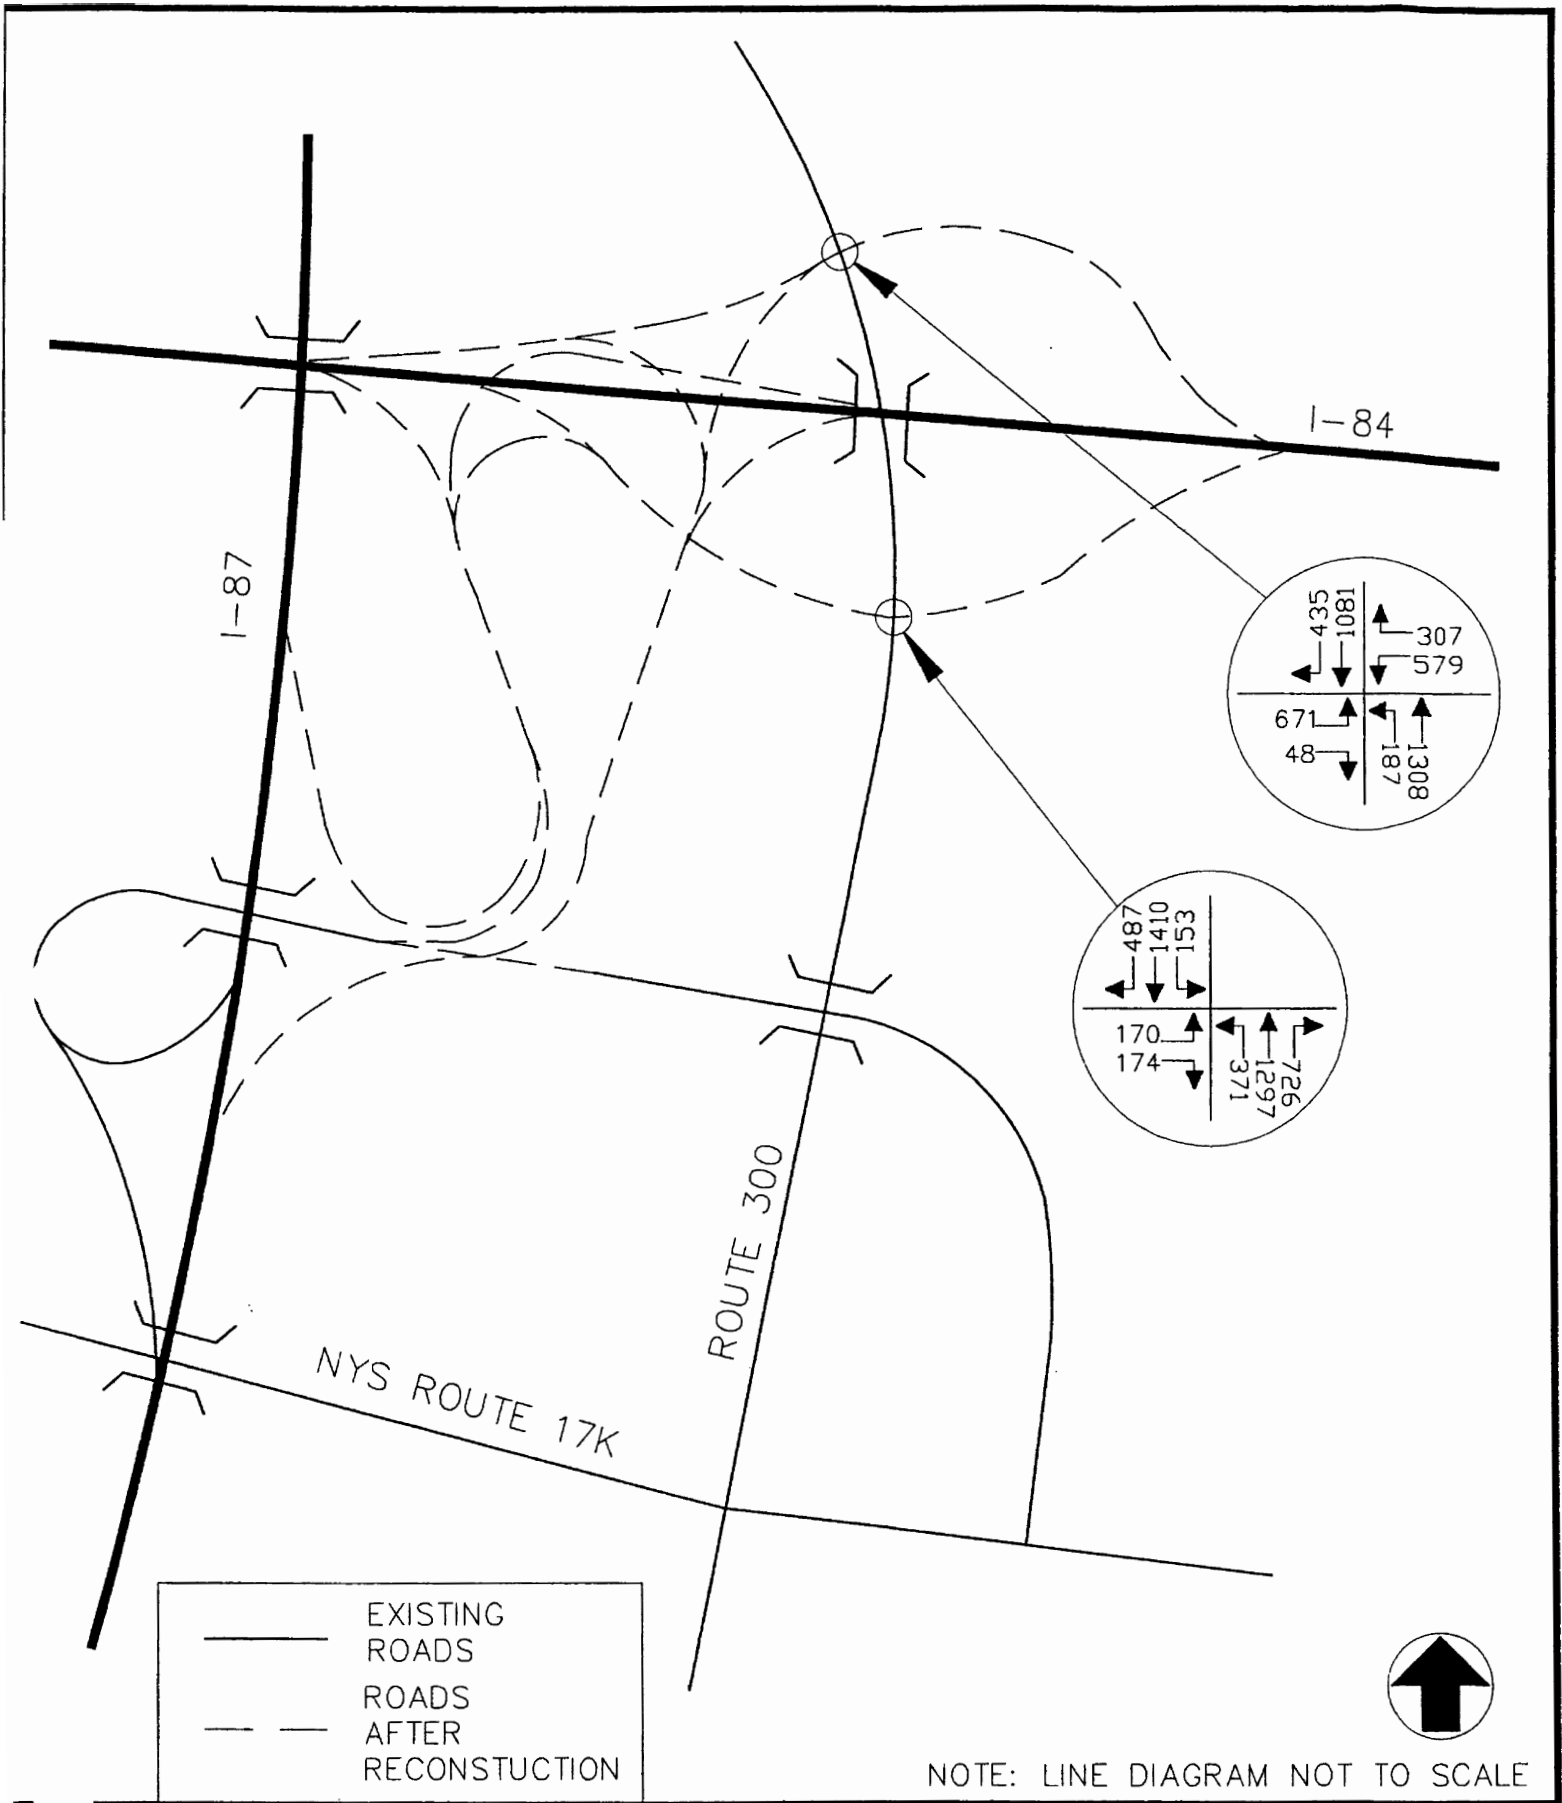 I-84
I-87
435
1081
307
579
671
48
187
1308
487
1410
153
170
174
371
1297
726
ROUTE 300
NYS ROUTE 17K
EXISTING
ROADS
ROADS
AFTER
RECONSTUCTION
NOTE: LINE DIAGRAM NOT TO SCALE